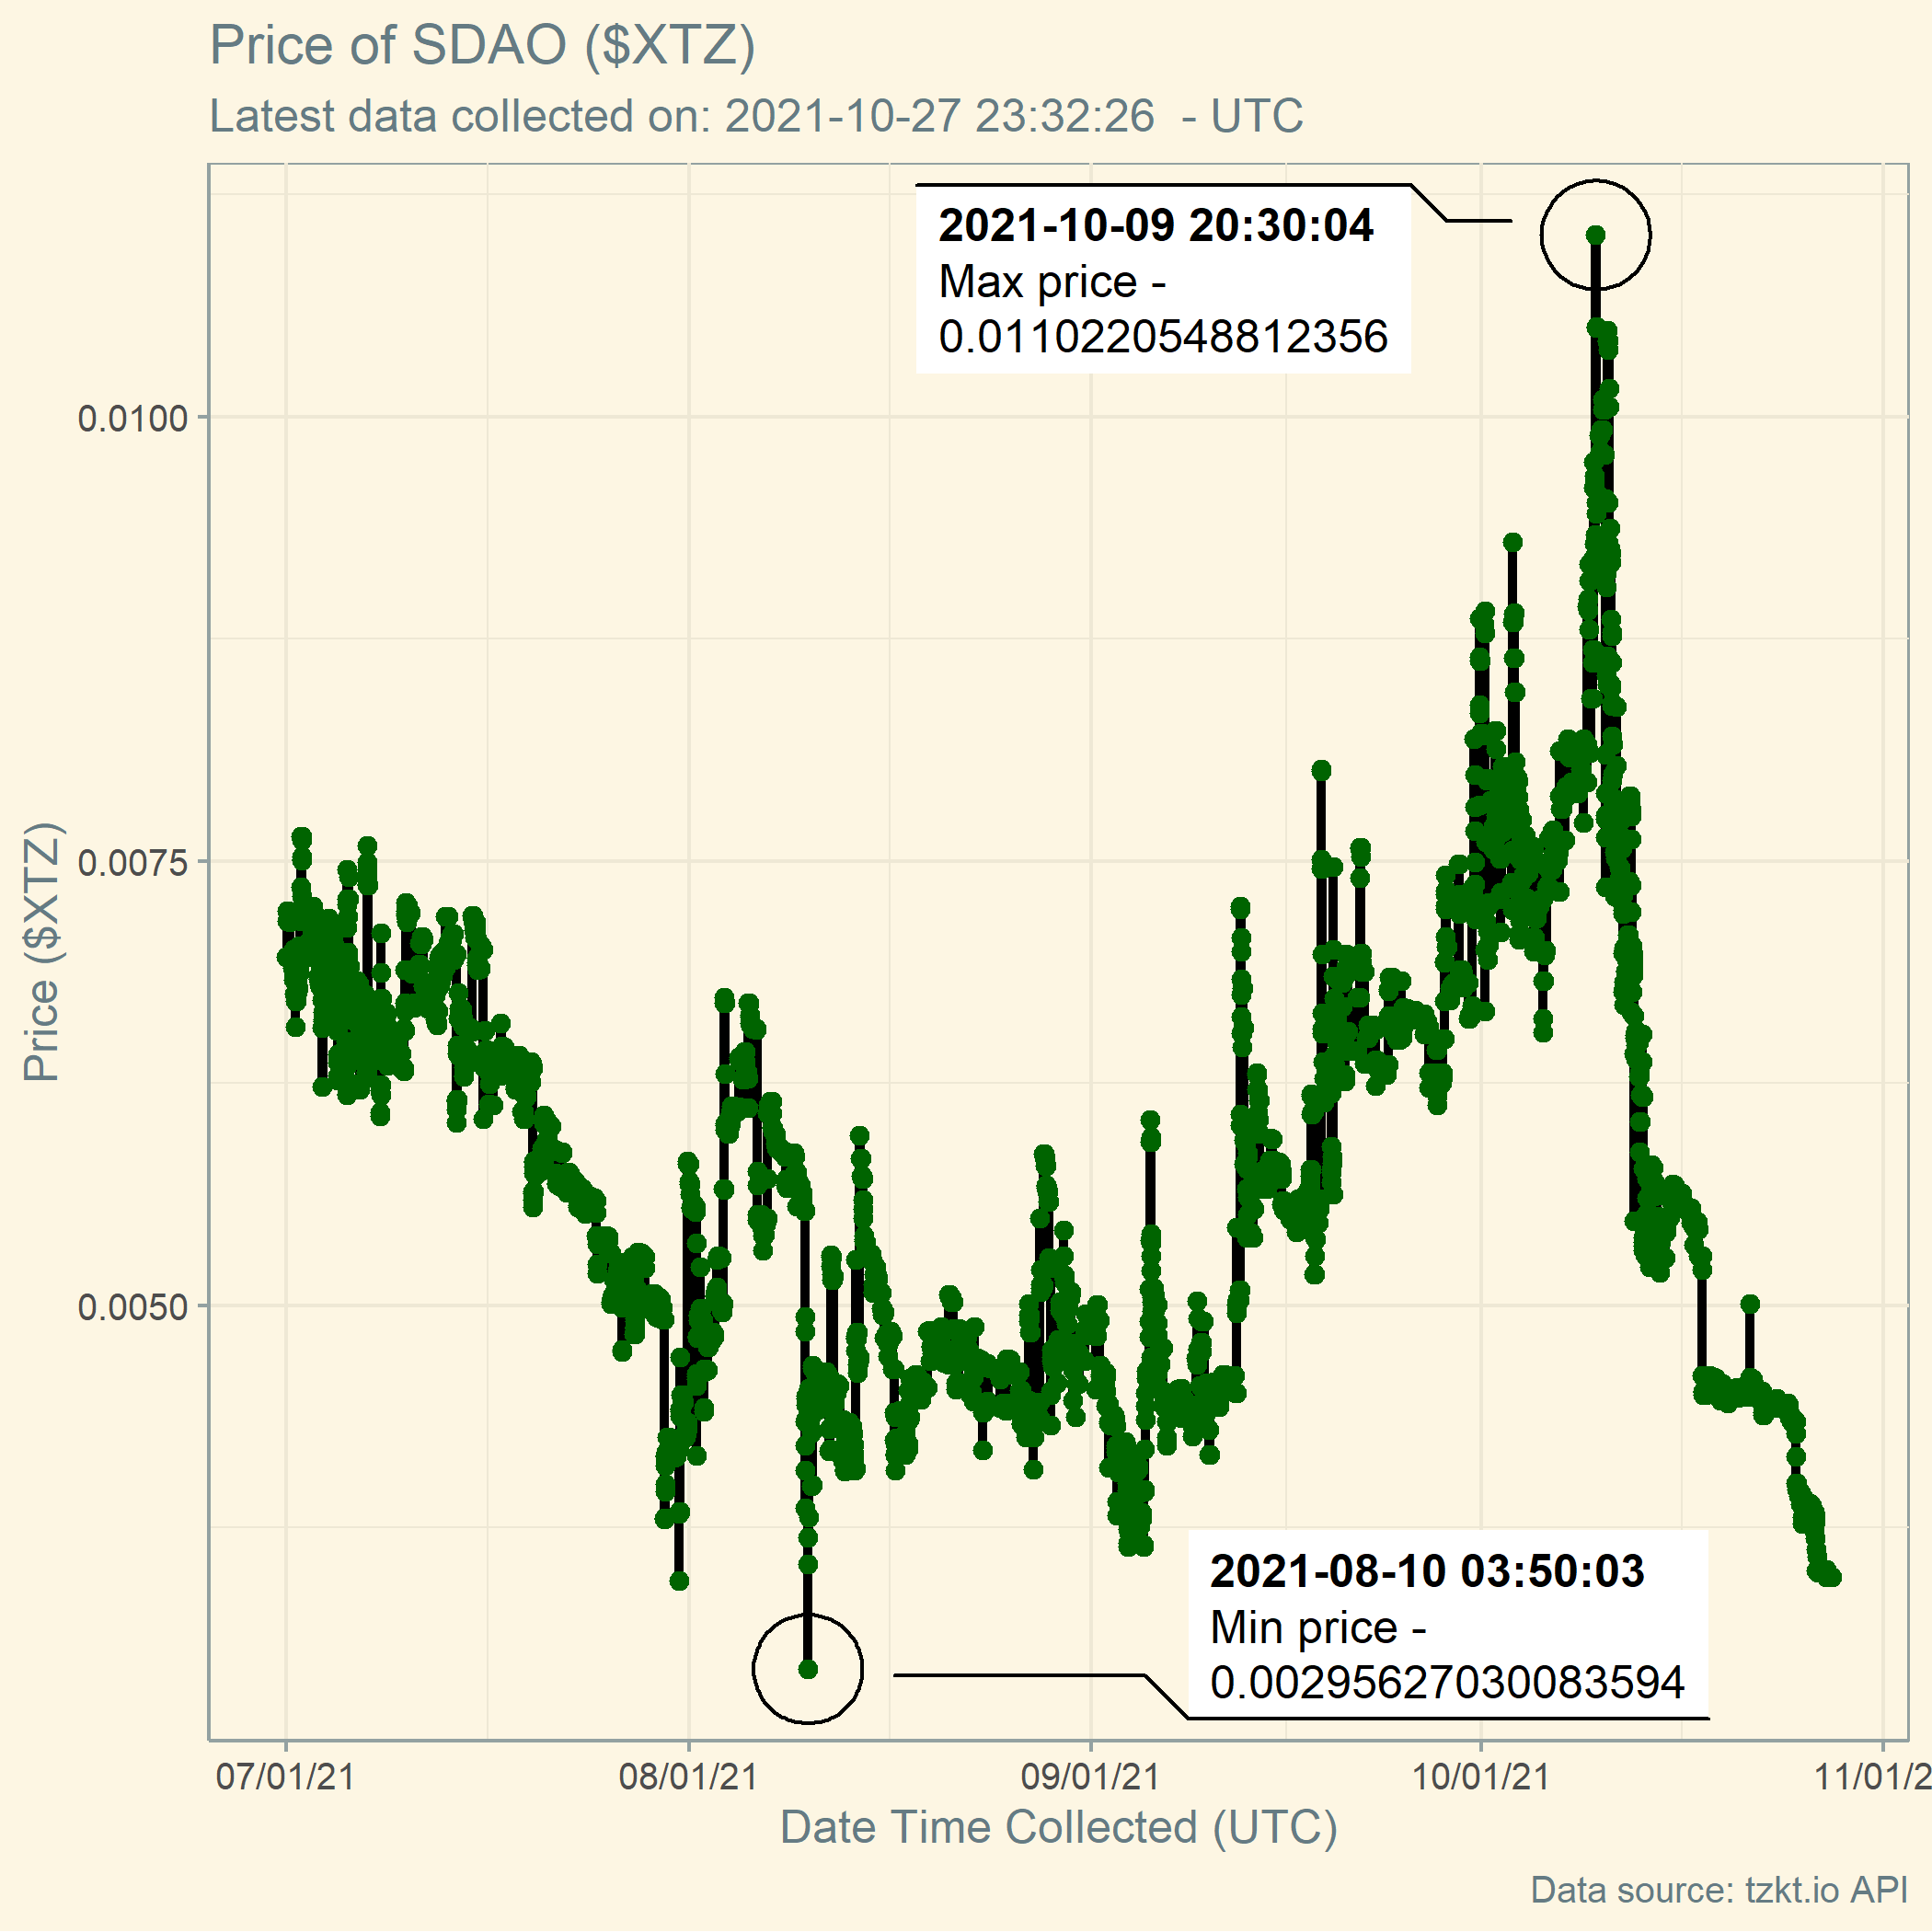 Price of SDAO ($XTZ)
Latest data collected on: 2021-10-27 23:32:26  - UTC
2021-10-09 20:30:04
Max price -
0.0110220548812356
0.0100
0.0075
0.0050
Price ($XTZ)
2021-08-10 03:50:03
Min price -
0.00295627030083594
07/01/21 08/01/21 09/01/21 10/01/21 11/01/2
Date Time Collected (UTC)
Data source: tzkt.io API